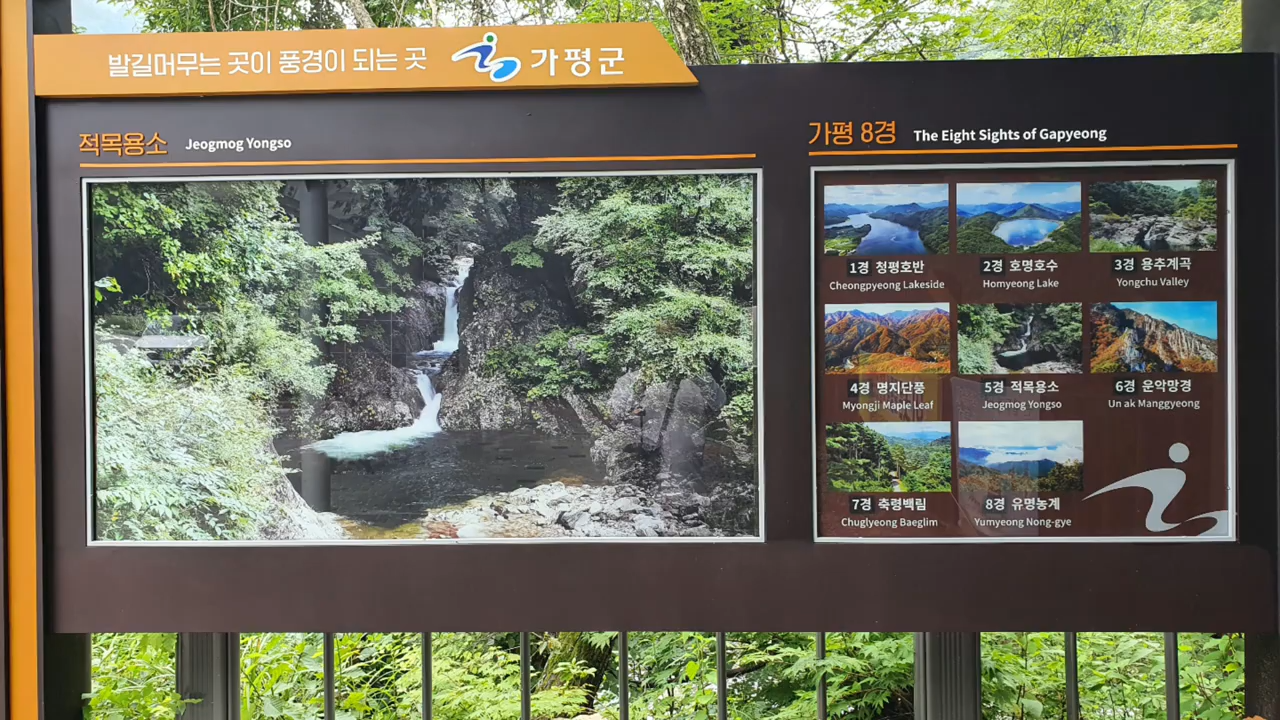 발길머무는 곳이 풍경이 되는 곳 가평군
적목용소 Jeogmog Yongso
가평 8경 The Eight Sights of Gapyeong
1경 청평호반
Cheongpyeong Lakeside
2경 호명호수
Homyeong Lake
3경 용추계곡
Yongchu Valley
4경 명지단풍
Myongji Maple Leaf
5경 적목용소
Jeogmog Yongso
6경 운악망경
Un ak Manggyeong
7경 축령백림
Chuglyeong Baeglim
8경 유명농계
Yumyeong Nong-gye